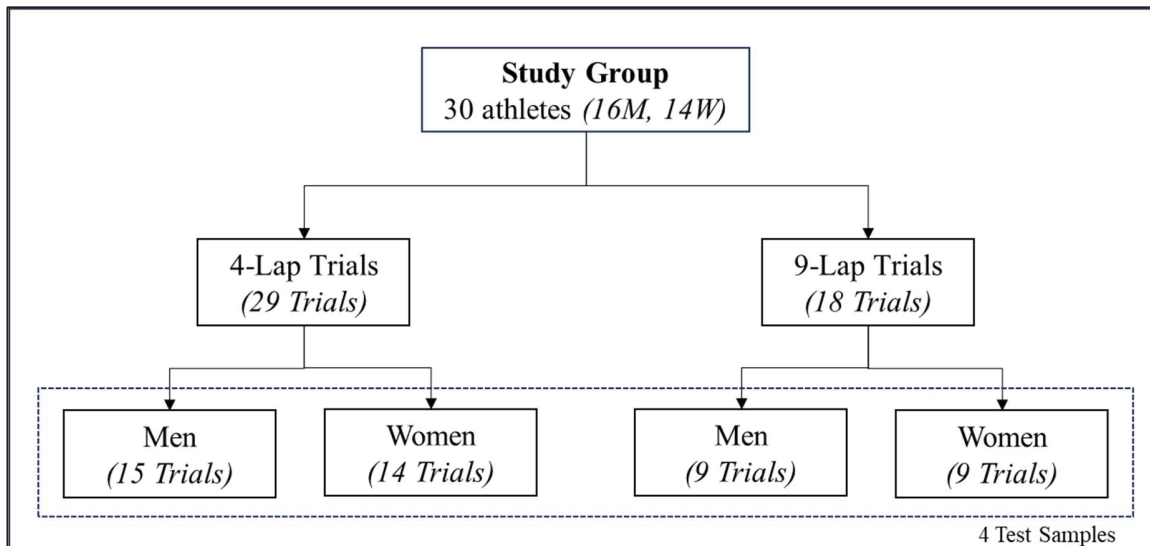 Study Group
30 athletes (16M, 14W)
4-Lap Trials
(29 Trials)
9-Lap Trials
(18 Trials)
Men
(15 Trials)
Women
(14 Trials)
Men
(9 Trials)
Women
(9 Trials)
4 Test Samples